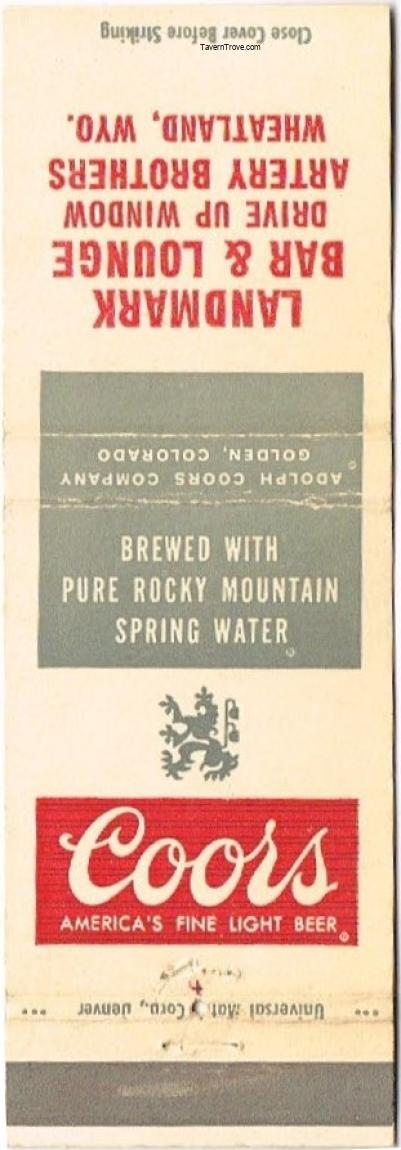 Close Cover Before Striking
TavernTrove.com
LANDMARK
BAR & LOUNGE
DRIVE UP WINDOW
ARTERY BROTHERS
WHEATLAND, WYO.
ADOLPH COORS COMPANY
GOLDEN, COLORADO
BREWED WITH
PURE ROCKY MOUNTAIN
SPRING WATER
Coors
AMERICA'S FINE LIGHT BEER®
... Universal Corp., Denver ...